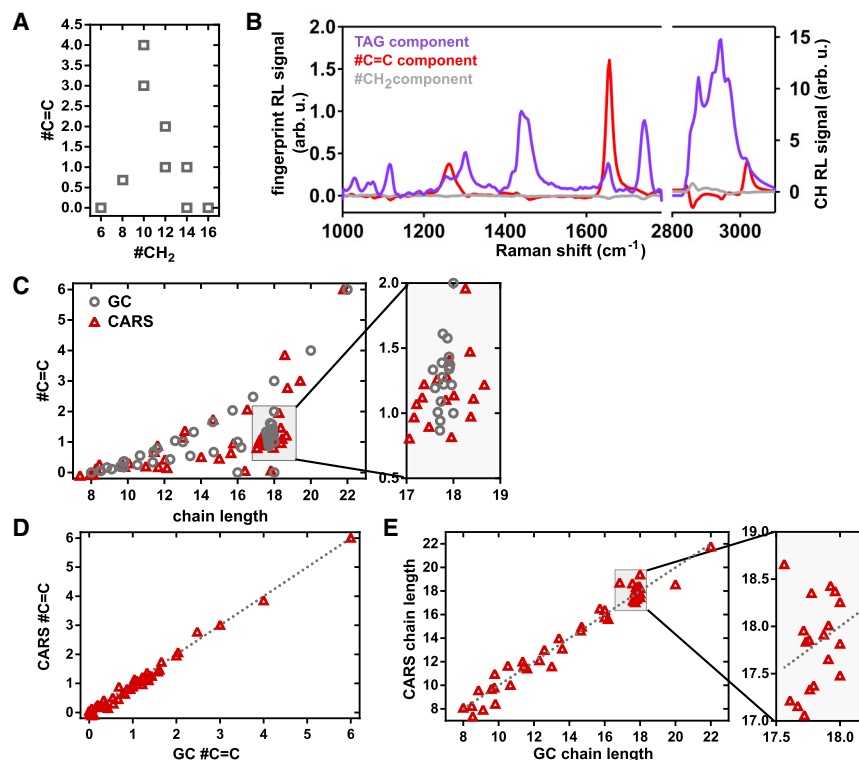 A
4.5
4.0
3.5
3.0
2.5
2.0
1.5
1.0
0.5
0.0
#C=C
6 8 10 12 14 16
#CH2
B
2.0
1.5
1.0
0.5
0.0
fingerprint RL signal
(arb. u.)
TAG component
#C=C component
#CH2component
15
10
5
0
CH RL signal (arb. u.)
1000 1200 1400 1600 2800 3000
Raman shift (cm-1)
C
6
5
4
3
2
1
0
#C=C
GC
CARS
8 10 12 14 16 18 20 22
chain length
2.0
1.5
1.0
0.5
17 18 19
D
6
5
4
3
2
1
0
CARS #C=C
0 1 2 3 4 5 6
GC #C=C
E
22
20
18
16
14
12
10
8
CARS chain length
8 10 12 14 16 18 20 22
GC chain length
19.0
18.5
18.0
17.5
17.0
17.5 18.0